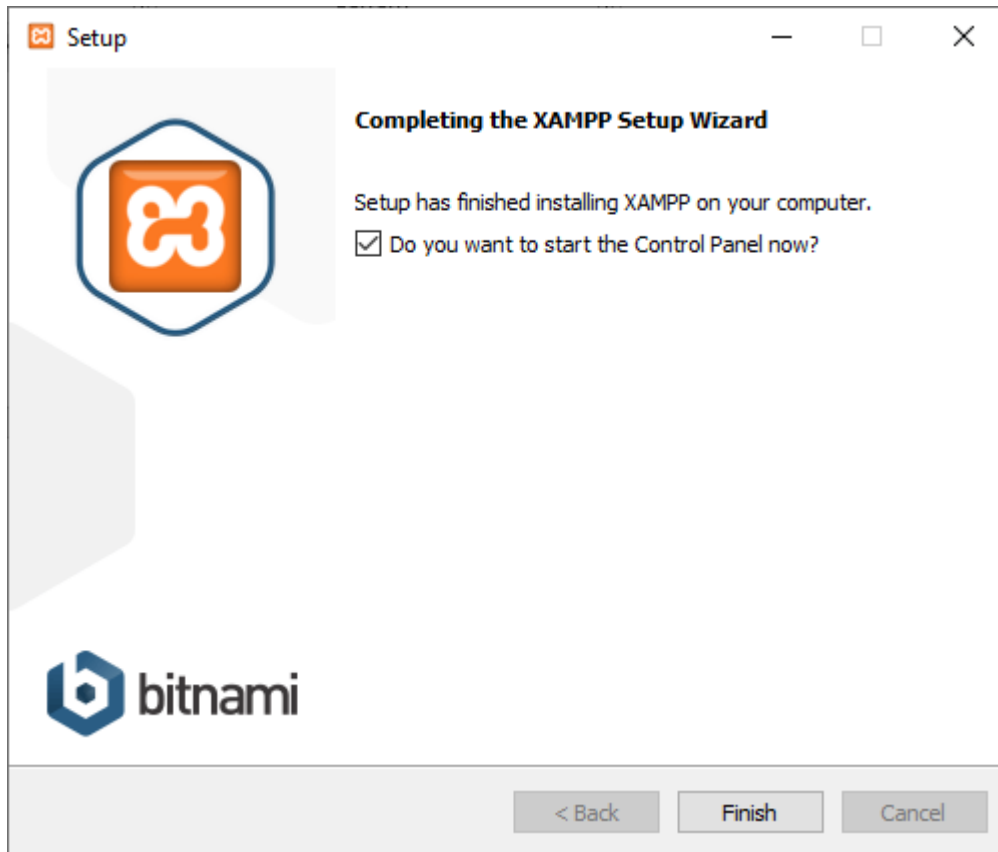 Setup
Completing the XAMPP Setup Wizard
Setup has finished installing XAMPP on your computer.
Do you want to start the Control Panel now?
bitnami
< Back
Finish
Cancel